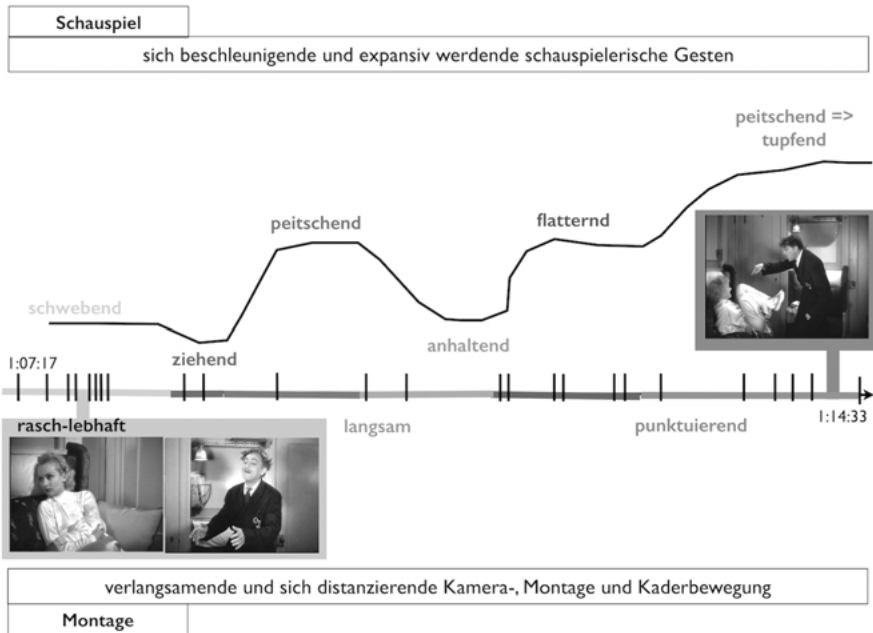 Schauspiel
sich beschleunigende und expansiv werdende schauspielerische Gesten
peitschend =>
tupfend
peitschend
flatternd
schwebend
ziehend
anhaltend
1:07:17
1:14:33
rasch-lebhaft
langsam
punktuierend
verlangsamende und sich distanzierende Kamera-, Montage und Kaderbewegung
Montage